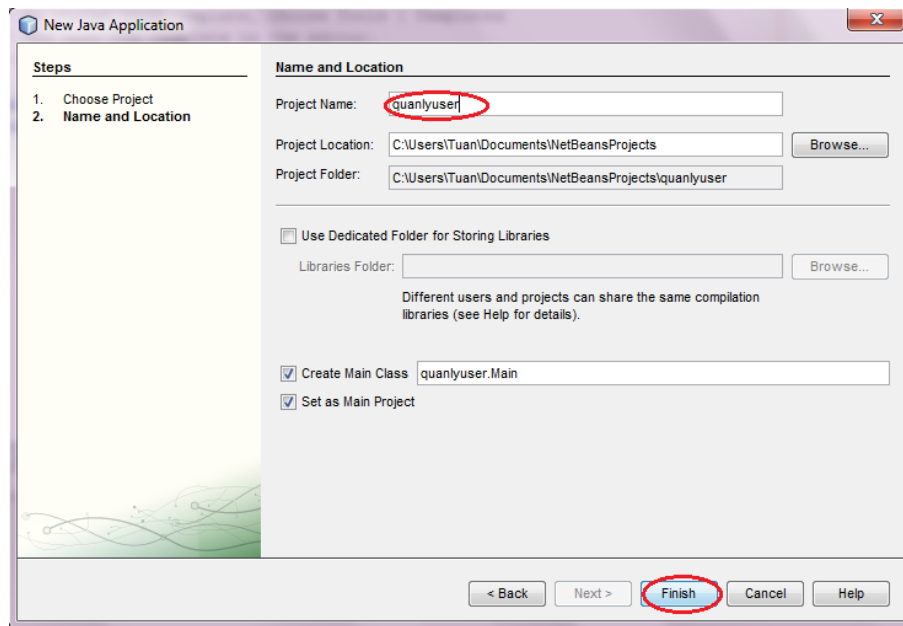 New Java Application
Steps
1. Choose Project
2. Name and Location
Name and Location
Project Name: quanlyuser
Project Location: C:\Users\Tuan\Documents\NetBeansProjects Browse...
Project Folder: C:\Users\Tuan\Documents\NetBeansProjects\quanlyuser
Use Dedicated Folder for Storing Libraries
Libraries Folder: Browse...
Different users and projects can share the same compilation
libraries (see Help for details).
Create Main Class quanlyuser.Main
Set as Main Project
< Back Next > Finish Cancel Help